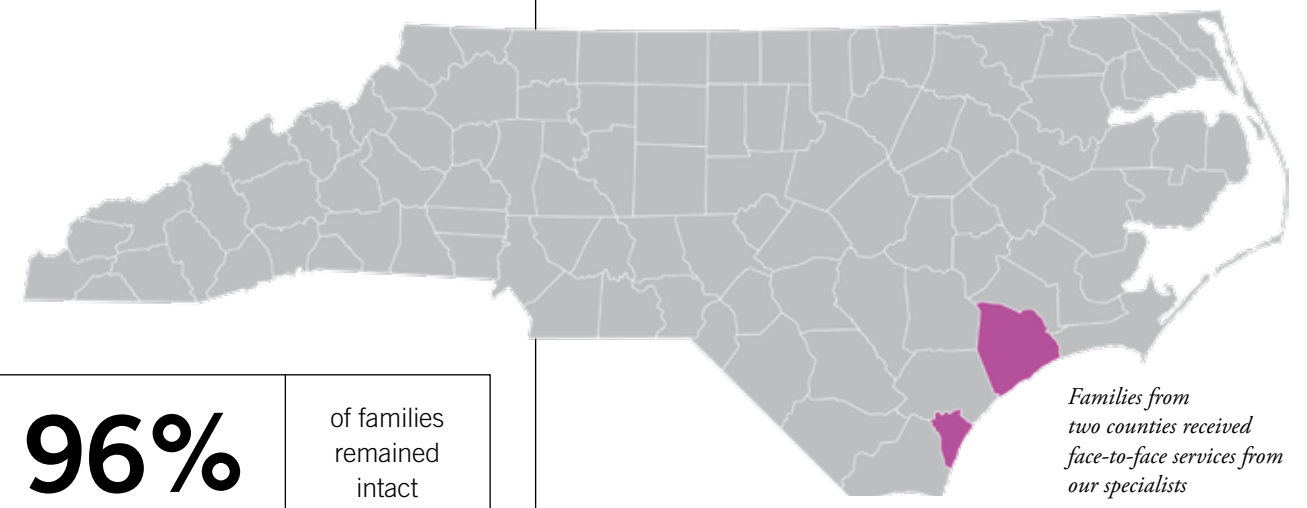 96%
of families
remained
intact
Families from
two counties received
face-to-face services from
our specialists